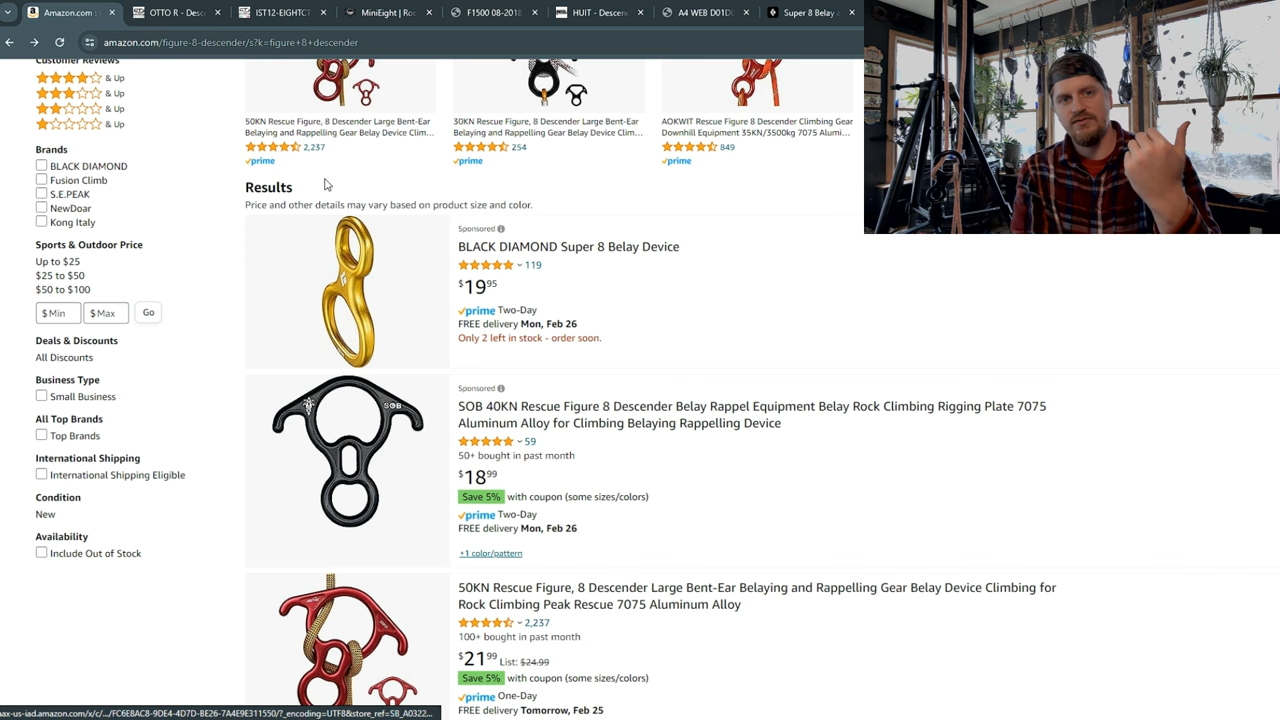 Amazon.com
OTTO R - Desc
IST12-EIGHTCT
MiniEight | Roc
F1500 08-2018
HUIT - Descen
A4 WEB D01DE
Super 8 Belay a
amazon.com/figure-8-descender/s?k=figure+8+descender
Customer Reviews
& Up
& Up
& Up
& Up
Brands
BLACK DIAMOND
Fusion Climb
S.E.PEAK
NewDoar
Kong Italy
Sports & Outdoor Price
Up to $25
$25 to $50
$50 to $100
$ Min
$ Max
Go
Deals & Discounts
All Discounts
Business Type
Small Business
All Top Brands
Top Brands
International Shipping
International Shipping Eligible
Condition
New
Availability
Include Out of Stock
50KN Rescue Figure, 8 Descender Large Bent-Ear
Belaying and Rappelling Gear Belay Device Clim...
2,237
prime
30KN Rescue Figure, 8 Descender Large Bent-Ear
Belaying and Rappelling Gear Belay Device Clim...
254
prime
AOKWIT Rescue Figure 8 Descender Climbing Gear
Downhill Equipment 35KN/3500kg 7075 Alumi...
849
prime
Results
Price and other details may vary based on product size and color.
Sponsored
BLACK DIAMOND Super 8 Belay Device
119
$19 95
prime Two-Day
FREE delivery Mon, Feb 26
Only 2 left in stock - order soon.
SOB
Sponsored
SOB 40KN Rescue Figure 8 Descender Belay Rappel Equipment Belay Rock Climbing Rigging Plate 7075
Aluminum Alloy for Climbing Belaying Rappelling Device
59
50+ bought in past month
$18 99
Save 5% with coupon (some sizes/colors)
prime Two-Day
FREE delivery Mon, Feb 26
+1 color/pattern
50KN Rescue Figure, 8 Descender Large Bent-Ear Belaying and Rappelling Gear Belay Device Climbing for
Rock Climbing Peak Rescue 7075 Aluminum Alloy
2,237
100+ bought in past month
$21 99 List: $24.99
Save 5% with coupon (some sizes/colors)
prime One-Day
FREE delivery Tomorrow, Feb 25
ax-us-iad.amazon.com/x/c/.../FC6E8AC8-9DE4-4D7D-BE26-7A4E9E311550/?_encoding=UTF8&store_ref=SB_A0322...